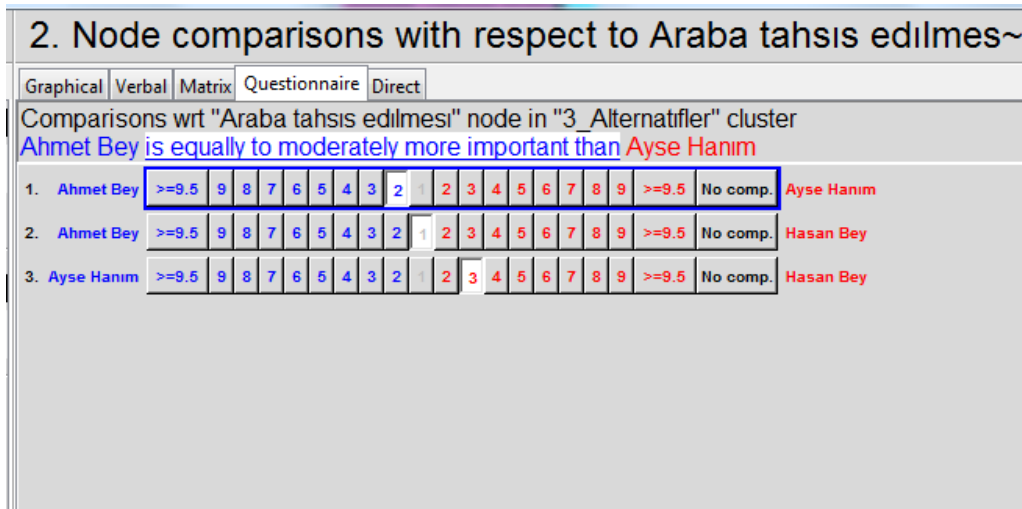 2. Node comparisons with respect to Araba tahsıs edılmes~
Graphical Verbal Matrix Questionnaire Direct
Comparisons wrt "Araba tahsıs edılmesı" node in "3_Alternatıfler" cluster
Ahmet Bey is equally to moderately more important than Ayse Hanım
1. Ahmet Bey >=9.5 9 8 7 6 5 4 3 2 1 2 3 4 5 6 7 8 9 >=9.5 No comp. Ayse Hanım
2. Ahmet Bey >=9.5 9 8 7 6 5 4 3 2 1 2 3 4 5 6 7 8 9 >=9.5 No comp. Hasan Bey
3. Ayse Hanım >=9.5 9 8 7 6 5 4 3 2 1 2 3 4 5 6 7 8 9 >=9.5 No comp. Hasan Bey